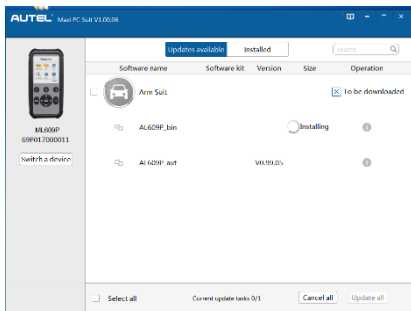 AUTEL Maxi PC Suit V1.00.06
Updates available Installed
search
Software name Software kit Version Size Operation
Arm Suit To be downloaded
AL609P_bin Installing
AL609P_aut V0.99.05
ML609P
69P017000011
Switch a device
Select all Current update tasks 0/1 Cancel all Update all